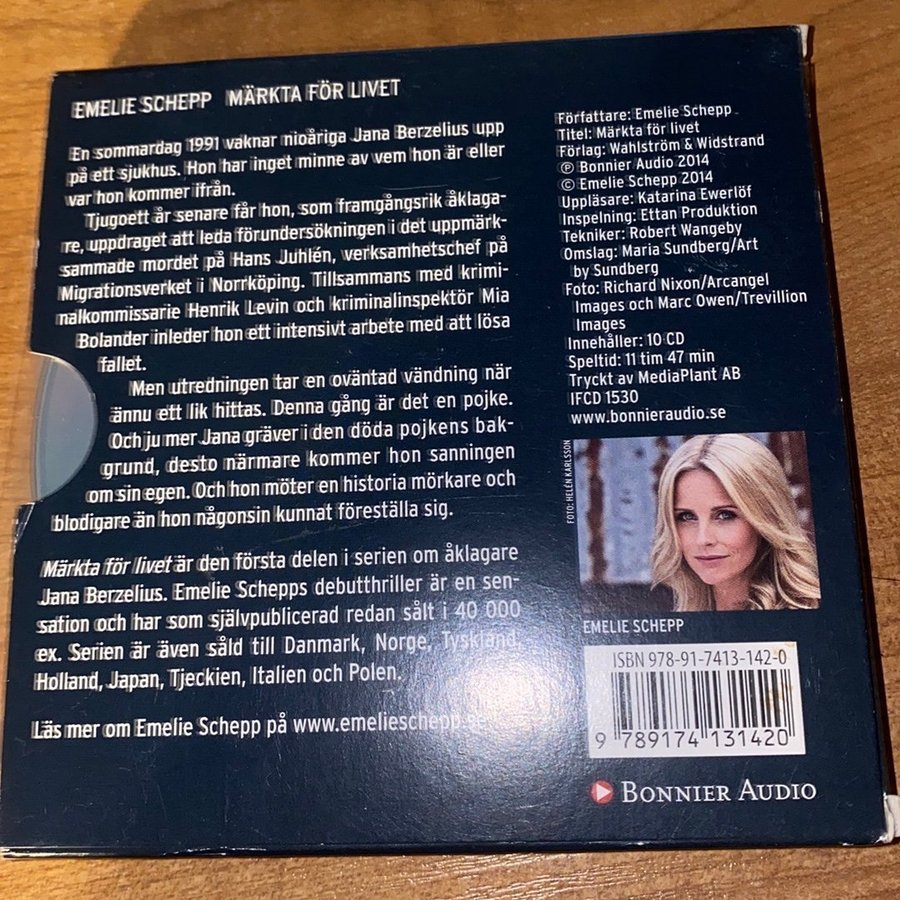 EMELIE SCHEPP MÄRKTA FÖR LIVET
En sommardag 1991 vaknar nioåriga Jana Berzelius upp
på ett sjukhus. Hon har inget minne av vem hon är eller
var hon kommer ifrån.
Tjugoett år senare får hon, som framgångsrik åklaga-
re, uppdraget att leda förundersökningen i det uppmärk-
sammade mordet på Hans Juhlén, verksamhetschef på
Migrationsverket i Norrköping. Tillsammans med krimi-
nalkommissarie Henrik Levin och kriminalinspektör Mia
Bolander inleder hon ett intensivt arbete med att lösa
fallet.
Men utredningen tar en oväntad vändning när
ännu ett lik hittas. Denna gång är det en pojke.
Och ju mer Jana gräver i den döda pojkens bak-
grund, desto närmare kommer hon sanningen
om sin egen. Och hon möter en historia mörkare och
blodigare än hon någonsin kunnat föreställa sig.
Märkta för livet är den första delen i serien om åklagare
Jana Berzelius. Emelie Schepps debutthriller är en sen-
sation och har som självpublicerad redan sålt i 40 000
ex. Serien är även såld till Danmark, Norge, Tyskland,
Holland, Japan, Tjeckien, Italien och Polen.
Läs mer om Emelie Schepp på www.emelieschepp.se
Författare: Emelie Schepp
Titel: Märkta för livet
Förlag: Wahlström & Widstrand
℗ Bonnier Audio 2014
© Emelie Schepp 2014
Uppläsare: Katarina Ewerlöf
Inspelning: Ettan Produktion
Tekniker: Robert Wangeby
Omslag: Maria Sundberg/Art
by Sundberg
Foto: Richard Nixon/Arcangel
Images och Marc Owen/Trevillion
Images
Innehåller: 10 CD
Speltid: 11 tim 47 min
Tryckt av MediaPlant AB
IFCD 1530
www.bonnieraudio.se
FOTO: HELÉN KARLSSON
EMELIE SCHEPP
ISBN 978-91-7413-142-0
9 789174 131420
BONNIER AUDIO